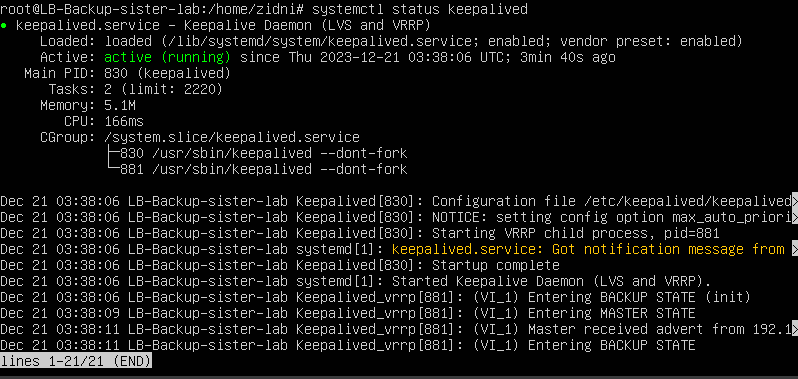 root@LB-Backup-sister-lab:/home/zidni# systemctl status keepalived
● keepalived.service - Keepalive Daemon (LVS and VRRP)
Loaded: loaded (/lib/systemd/system/keepalived.service; enabled; vendor preset: enabled)
Active: active (running) since Thu 2023-12-21 03:38:06 UTC; 3min 40s ago
Main PID: 830 (keepalived)
Tasks: 2 (limit: 2220)
Memory: 5.1M
CPU: 166ms
CGroup: /system.slice/keepalived.service
├─830 /usr/sbin/keepalived --dont-fork
└─881 /usr/sbin/keepalived --dont-fork
Dec 21 03:38:06 LB-Backup-sister-lab Keepalived[830]: Configuration file /etc/keepalived/keepalived>
Dec 21 03:38:06 LB-Backup-sister-lab Keepalived[830]: NOTICE: setting config option max_auto_priori>
Dec 21 03:38:06 LB-Backup-sister-lab Keepalived[830]: Starting VRRP child process, pid=881
Dec 21 03:38:06 LB-Backup-sister-lab systemd[1]: keepalived.service: Got notification message from >
Dec 21 03:38:06 LB-Backup-sister-lab Keepalived[830]: Startup complete
Dec 21 03:38:06 LB-Backup-sister-lab systemd[1]: Started Keepalive Daemon (LVS and VRRP).
Dec 21 03:38:06 LB-Backup-sister-lab Keepalived_vrrp[881]: (VI_1) Entering BACKUP STATE (init)
Dec 21 03:38:09 LB-Backup-sister-lab Keepalived_vrrp[881]: (VI_1) Entering MASTER STATE
Dec 21 03:38:11 LB-Backup-sister-lab Keepalived_vrrp[881]: (VI_1) Master received advert from 192.1>
Dec 21 03:38:11 LB-Backup-sister-lab Keepalived_vrrp[881]: (VI_1) Entering BACKUP STATE
lines 1-21/21 (END)